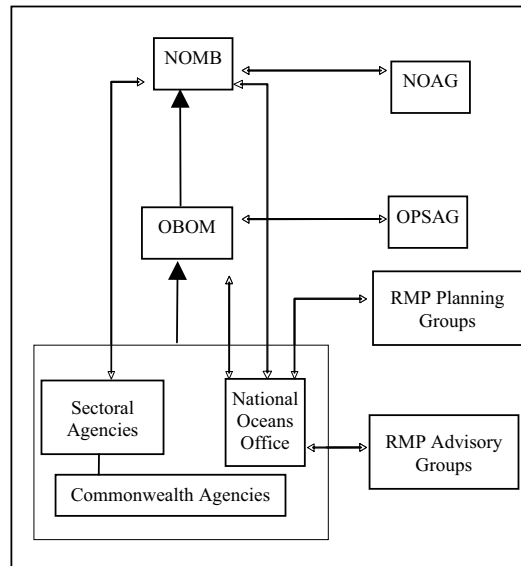 NOMB
NOAG
OBOM
OPSAG
RMP Planning
Groups
Sectoral
Agencies
National
Oceans
Office
RMP Advisory
Groups
Commonwealth Agencies